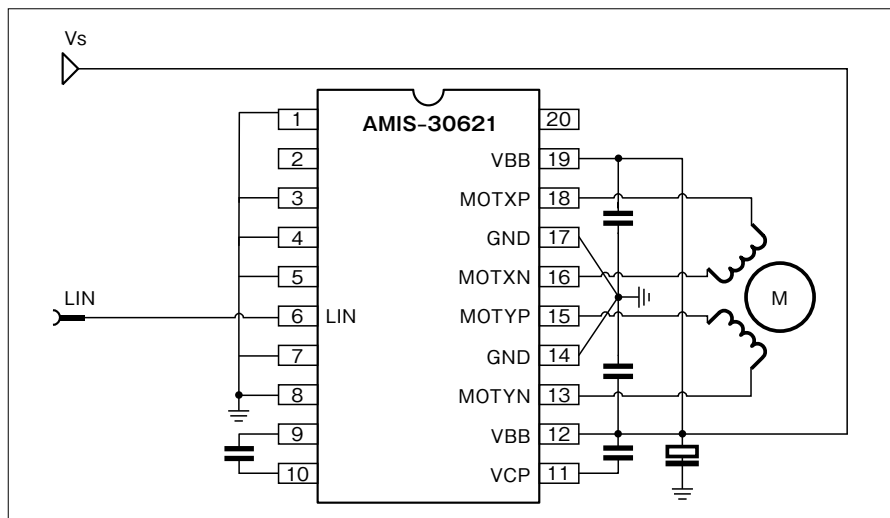 Vs
AMIS-30621
1
20
2
VBB 19
3
MOTXP 18
4
GND 17
5
MOTXN 16
LIN
6 LIN
MOTYP 15
M
7
GND 14
8
MOTYN 13
9
VBB 12
10
VCP 11